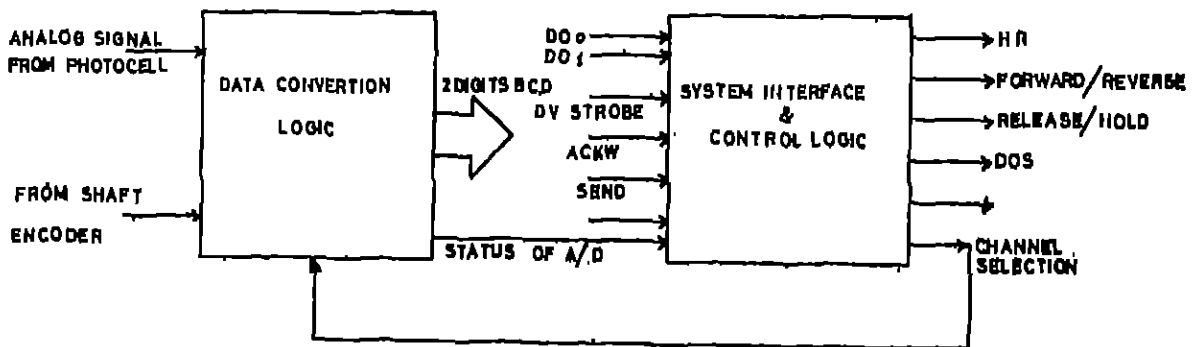 ANALOG SIGNAL
FROM PHOTOCELL
FROM SHAFT
ENCODER
DATA CONVERTION
LOGIC
2DIGITS BCD
STATUS OF A/D
DO0
DO1
DV STROBE
ACKW
SEND
SYSTEM INTERFACE
&
CONTROL LOGIC
HR
FORWARD/REVERSE
RELEASE/HOLD
DOS
CHANNEL
SELECTION